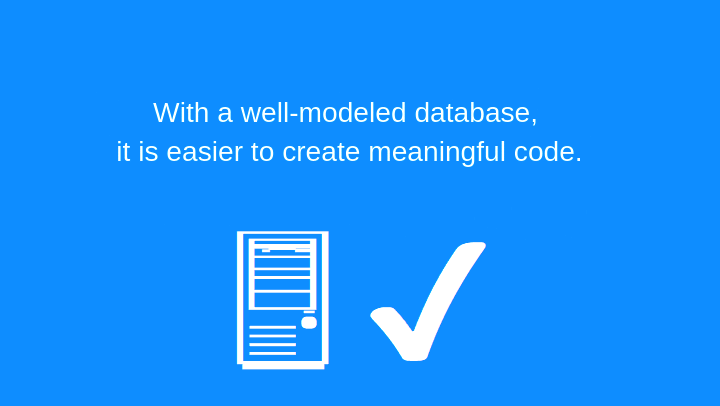 With a well-modeled database,
it is easier to create meaningful code.